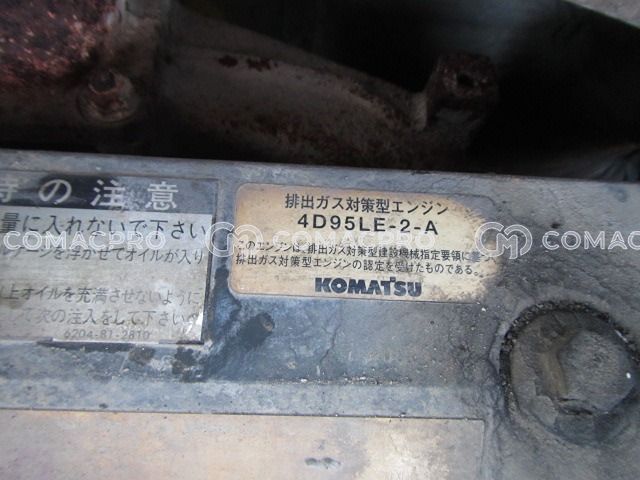 時の注意
量に入れないで下さい
を浮かせてオイルが入り
上オイルを充満させないように
て次の注入をして下さい
6204-81-2810
排出ガス対策型エンジン
4D95LE-2-A
このエンジンは、排出ガス対策型建設機械指定要領に基づ
排出ガス対策型エンジンの認定を受けたものである。
KOMATSU
COMACPRO
COMACPRO
COMACPRO